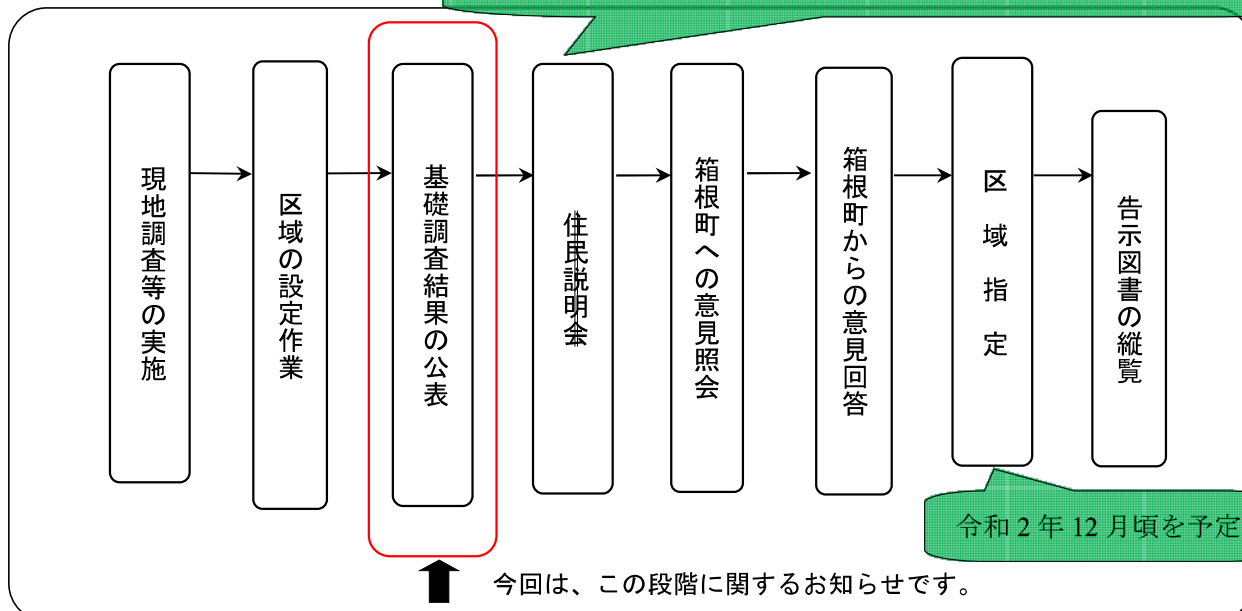 現地調査等の実施
区域の設定作業
基礎調査結果の公表
住民説明会
箱根町への意見照会
箱根町からの意見回答
区域指定
告示図書の縦覧
令和２年12月頃を予定
今回は、この段階に関するお知らせです。